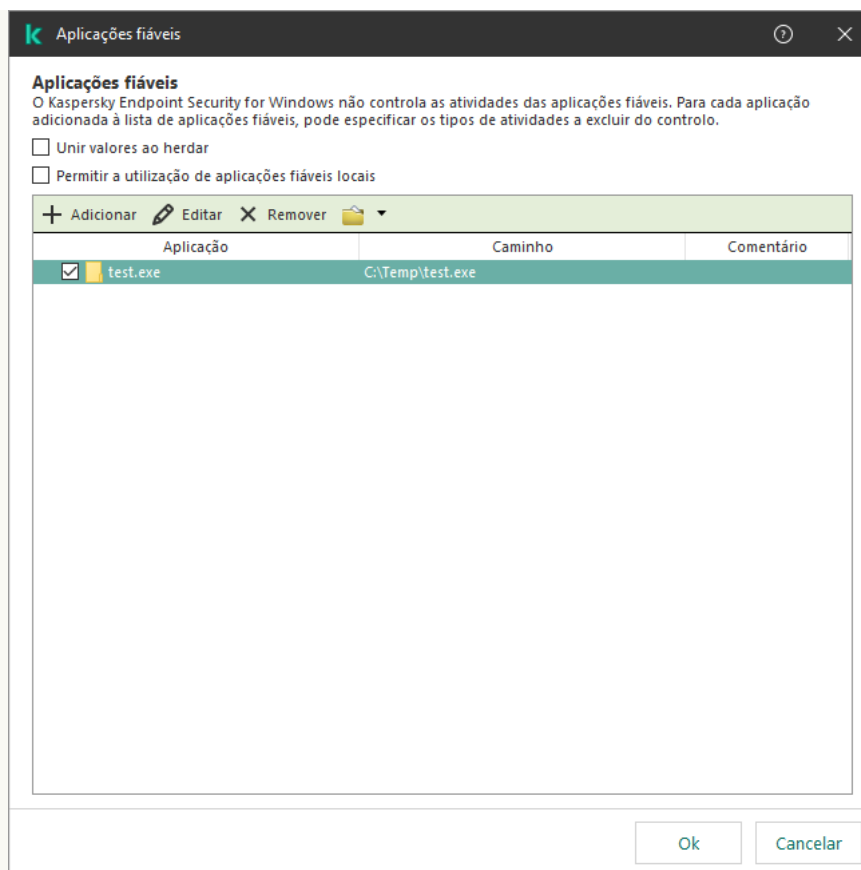 Aplicações fiáveis
Aplicações fiáveis
O Kaspersky Endpoint Security for Windows não controla as atividades das aplicações fiáveis. Para cada aplicação
adicionada à lista de aplicações fiáveis, pode especificar os tipos de atividades a excluir do controlo.
Unir valores ao herdar
Permitir a utilização de aplicações fiáveis locais
Adicionar Editar Remover
Aplicação Caminho Comentário
test.exe C:\Temp\test.exe
Ok Cancelar